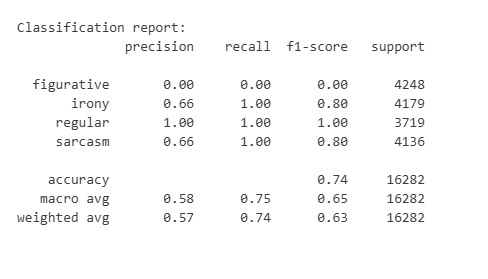 Classification report:
precision recall f1-score support
figurative 0.00 0.00 0.00 4248
irony 0.66 1.00 0.80 4179
regular 1.00 1.00 1.00 3719
sarcasm 0.66 1.00 0.80 4136
accuracy 0.74 16282
macro avg 0.58 0.75 0.65 16282
weighted avg 0.57 0.74 0.63 16282